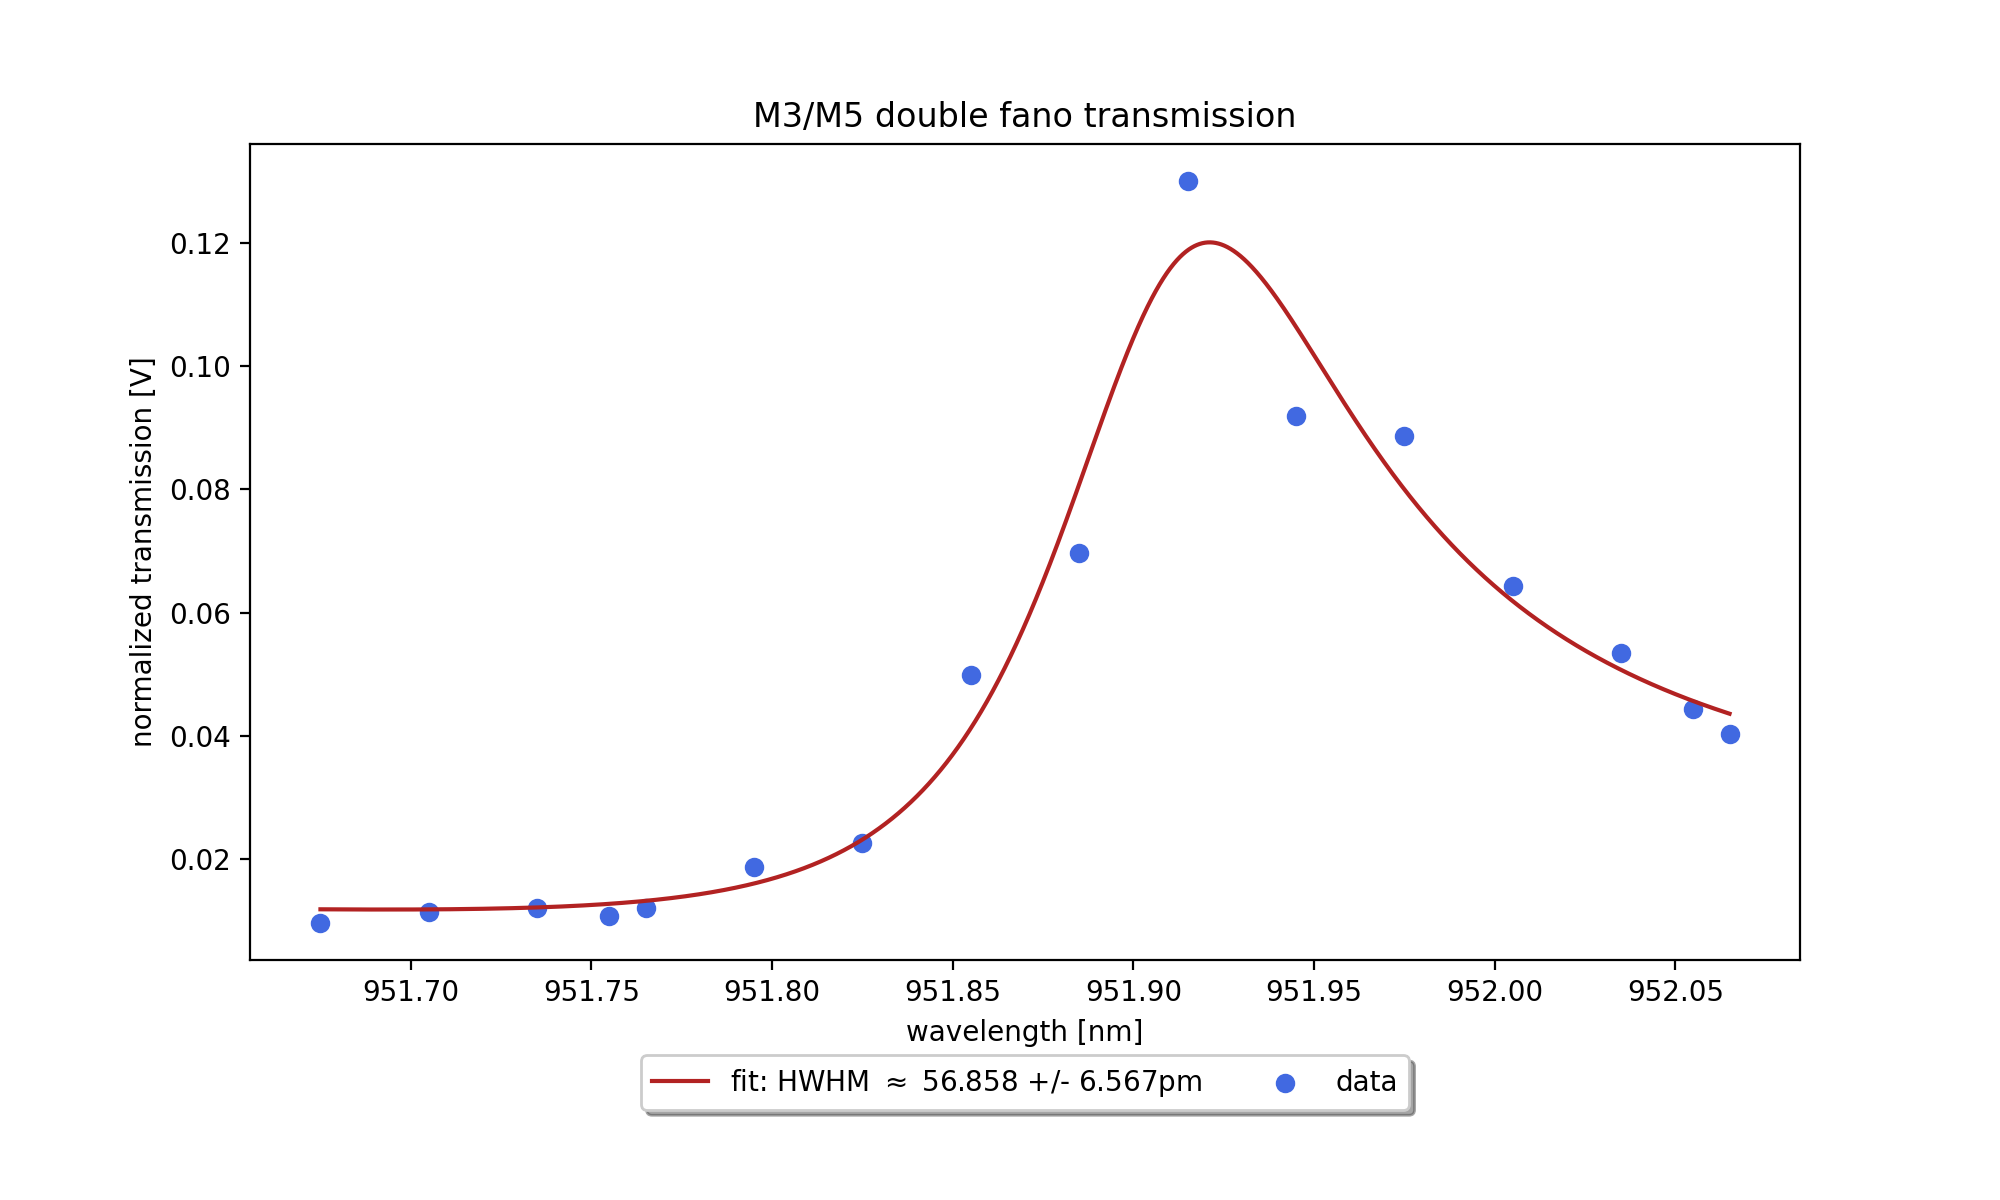 M3/M5 double fano transmission
normalized transmission [V]
0.12
0.10
0.08
0.06
0.04
0.02
951.70 951.75 951.80 951.85 951.90 951.95 952.00 952.05
wavelength [nm]
fit: HWHM ≈ 56.858 +/- 6.567pm data